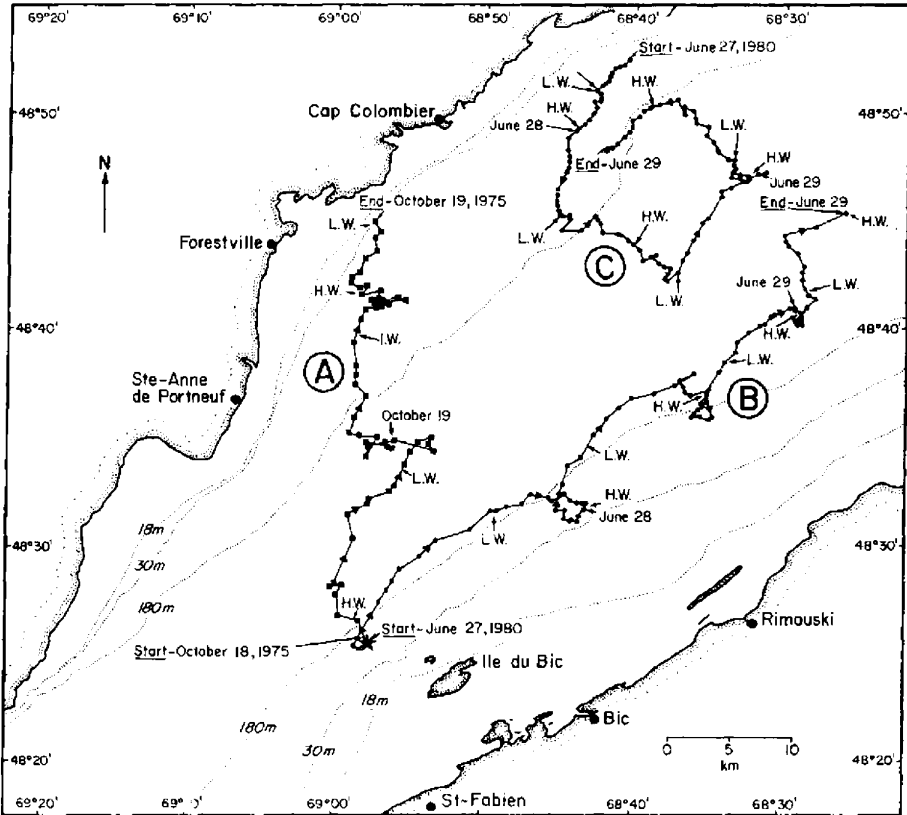 69°20'
69°10'
69°00'
68°50'
68°40'
68°30'
Start-June 27, 1980
L.W.
H.W.
H.W.
L.W.
48°50'
48°50'
Cap Colombier
June 28
H.W.
N
End-June 29
June 29
End-October 19, 1975
End-June 29
L.W.
H.W.
L.W.
H.W.
Forestville
C
June 29
L.W.
H.W.
L.W.
48°40'
48°40'
H.W.
I.W.
A
L.W.
Ste-Anne
de Portneuf
B
H.W.
October 19
L.W.
L.W.
H.W.
18m
June 28
48°30'
L.W.
48°30'
30m
180m
H.W.
Start-June 27, 1980
Rimouski
Start-October 18, 1975
Ile du Bic
18m
180m
Bic
30m
0 5 10
km
48°20'
48°20'
69°20'
69°00'
68°40'
68°30'
St-Fabien